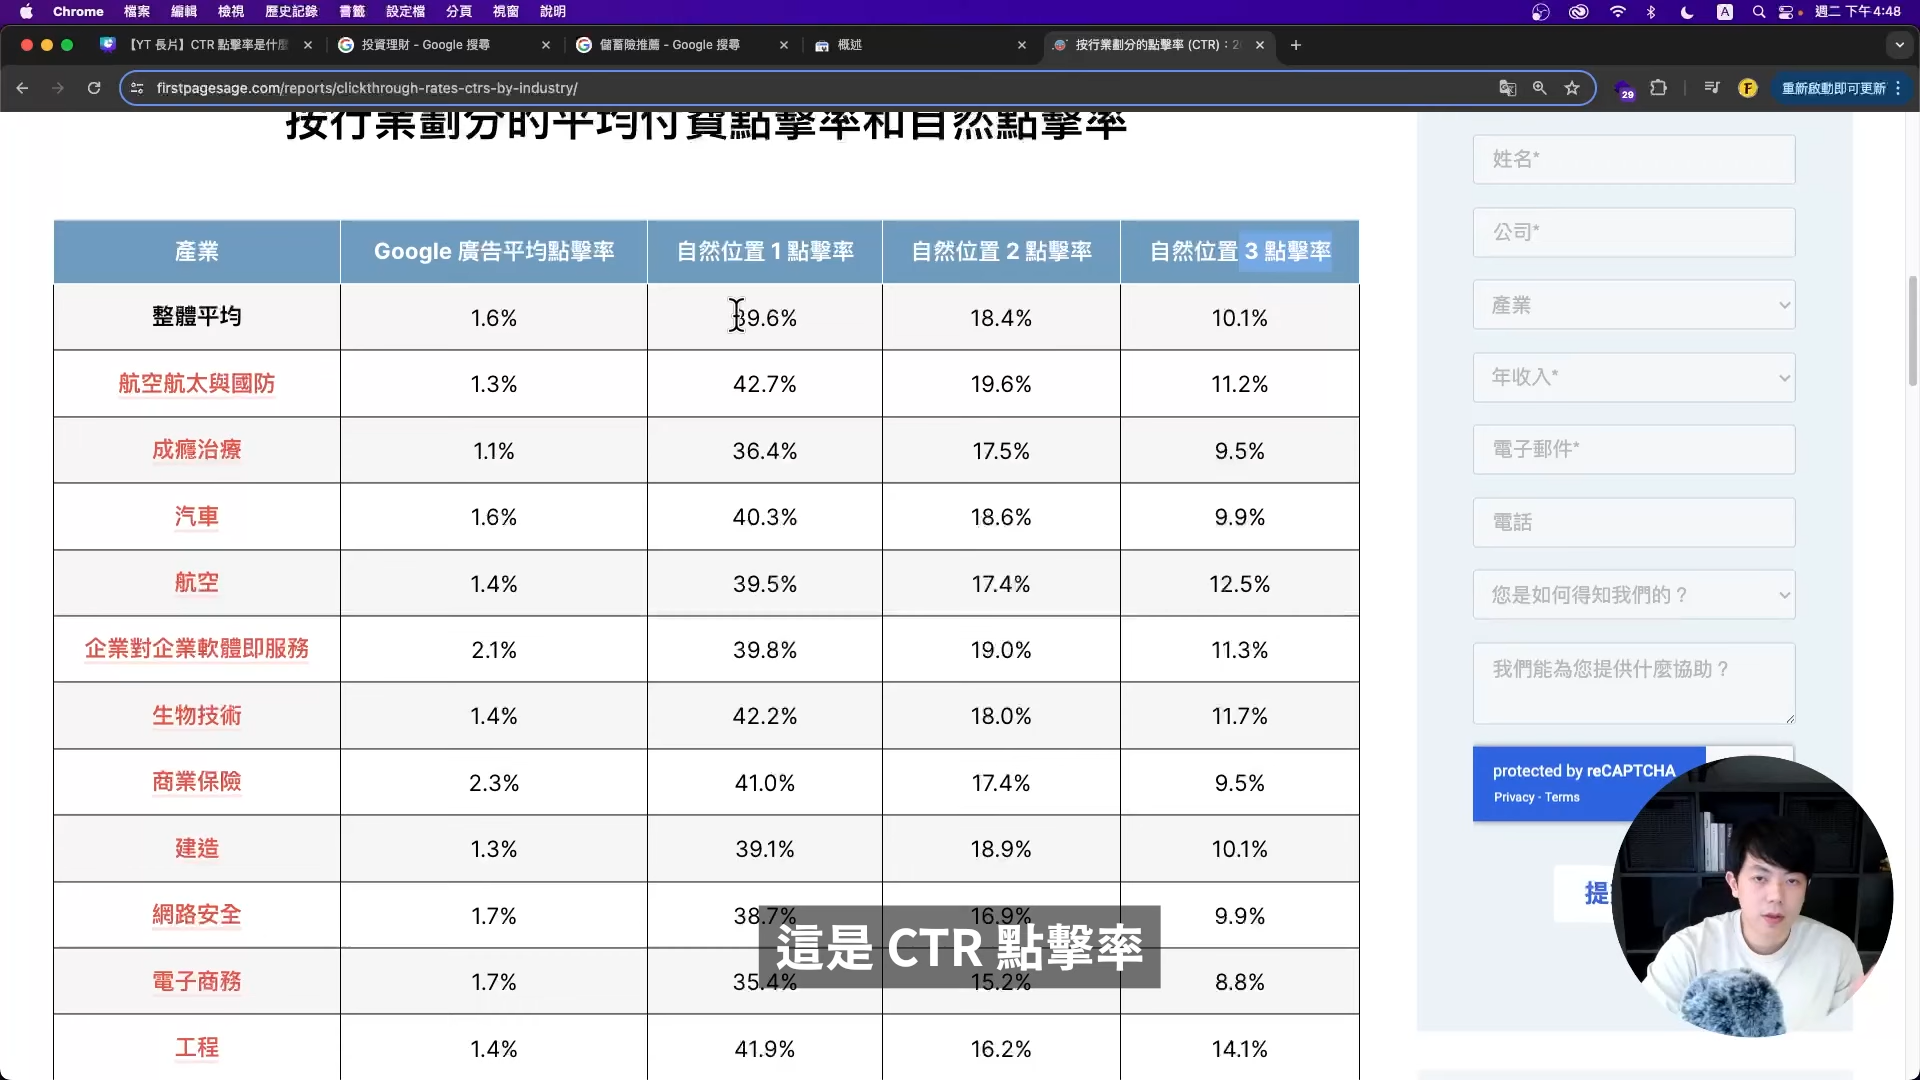 Chrome 檔案 編輯 檢視 歷史記錄 書籤 設定檔 分頁 視窗 說明 A 週二 下午4:48
【YT 長片】CTR 點擊率是什麼 投資理財 - Google 搜尋 儲蓄險推薦 - Google 搜尋 概述 按行業劃分的點擊率 (CTR)：2
firstpagesage.com/reports/clickthrough-rates-ctrs-by-industry/ 29 F 重新啟動即可更新
按行業劃分的平均付費點擊率和自然點擊率
產業 Google 廣告平均點擊率 自然位置 1 點擊率 自然位置 2 點擊率 自然位置 3 點擊率
整體平均 1.6% 39.6% 18.4% 10.1%
航空航太與國防 1.3% 42.7% 19.6% 11.2%
成癮治療 1.1% 36.4% 17.5% 9.5%
汽車 1.6% 40.3% 18.6% 9.9%
航空 1.4% 39.5% 17.4% 12.5%
企業對企業軟體即服務 2.1% 39.8% 19.0% 11.3%
生物技術 1.4% 42.2% 18.0% 11.7%
商業保險 2.3% 41.0% 17.4% 9.5%
建造 1.3% 39.1% 18.9% 10.1%
網路安全 1.7% 38.7% 16.9% 9.9%
電子商務 1.7% 35.4% 15.2% 8.8%
工程 1.4% 41.9% 16.2% 14.1%
姓名*
公司*
產業
年收入*
電子郵件*
電話
您是如何得知我們的？
我們能為您提供什麼協助？
protected by reCAPTCHA
Privacy - Terms
提
這是 CTR 點擊率